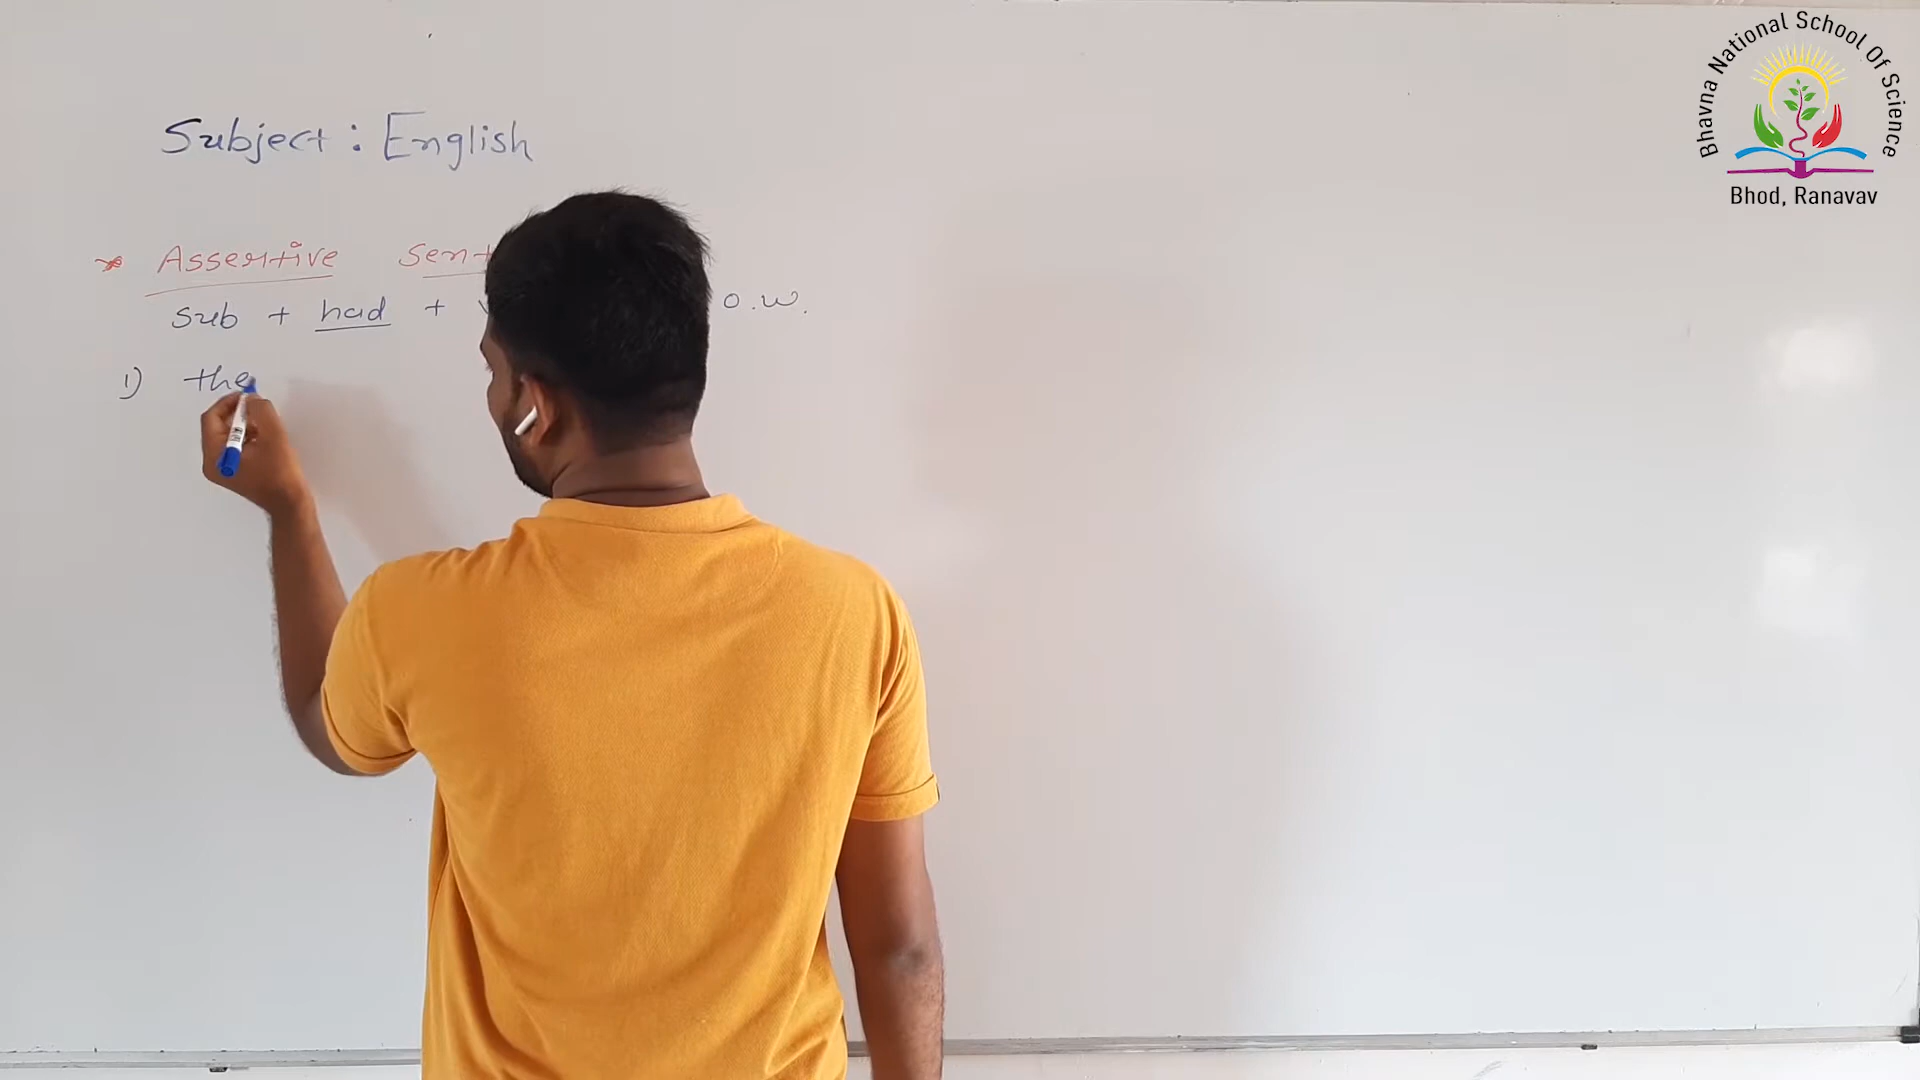 Subject : English
* Assertive Sent
Sub + had + V O.W.
1) the
Bhavna National School Of Science
Bhod, Ranavav